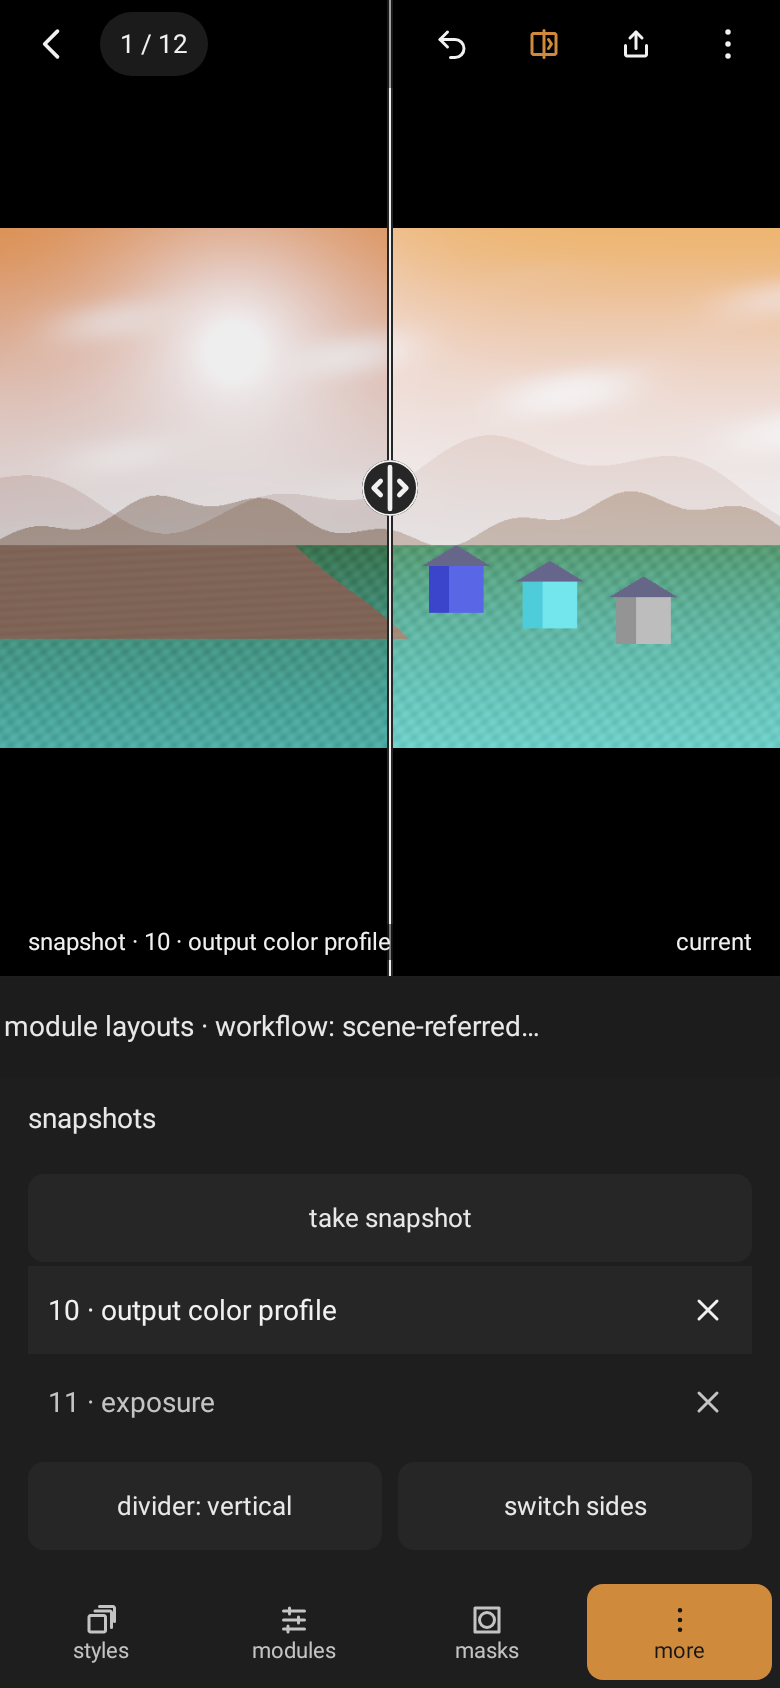 1 / 12
snapshot · 10 · output color profile
current
module layouts · workflow: scene-referred…
snapshots
take snapshot
10 · output color profile
11 · exposure
divider: vertical
switch sides
styles
modules
masks
more